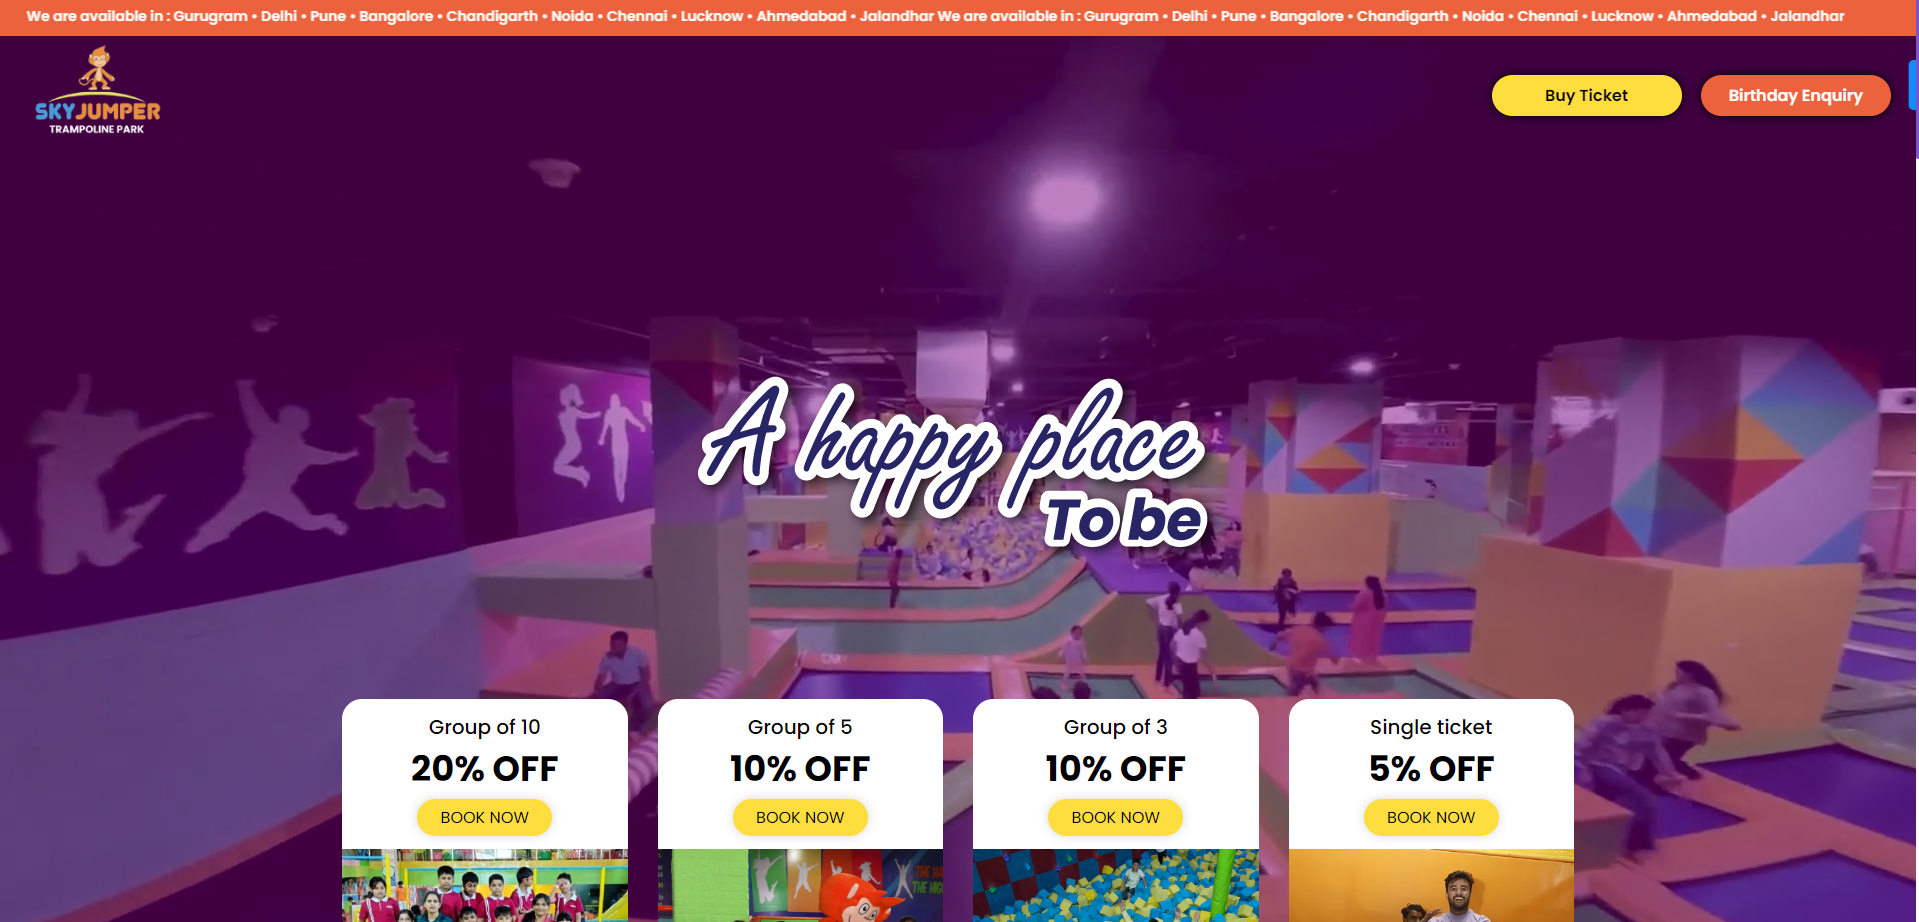 We are available in : Gurugram • Delhi • Pune • Bangalore • Chandigarh • Noida • Chennai • Lucknow • Ahmedabad • Jalandhar We are available in : Gurugram • Delhi • Pune • Bangalore • Chandigarh • Noida • Chennai • Lucknow • Ahmedabad • Jalandhar
SKYJUMPER
TRAMPOLINE PARK
Buy Ticket
Birthday Enquiry
A happy place
To be
Group of 10
20% OFF
BOOK NOW
Group of 5
10% OFF
BOOK NOW
Group of 3
10% OFF
BOOK NOW
Single ticket
5% OFF
BOOK NOW